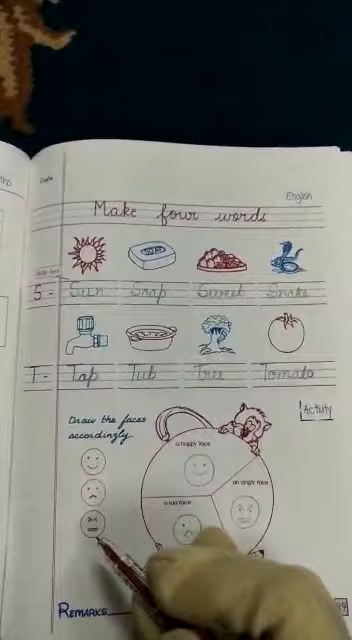 English
Make four words
SOAP
S - Sun Soap Sweet Snake
T - Tap Tub Tree Tomato
Activity
Draw the faces
accordingly
a happy face
an angry face
a sad face
REMARKS